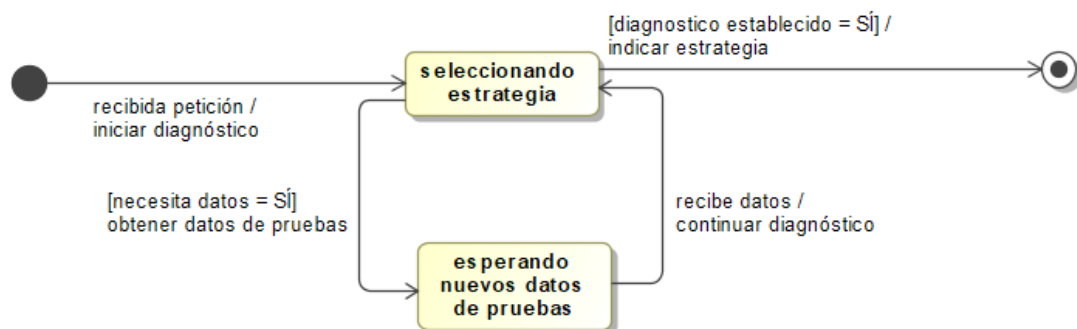 [diagnostico establecido = SÍ] /
indicar estrategia
seleccionando
estrategia
recibida petición /
iniciar diagnóstico
[necesita datos = SÍ]
obtener datos de pruebas
recibe datos /
continuar diagnóstico
esperando
nuevos datos
de pruebas